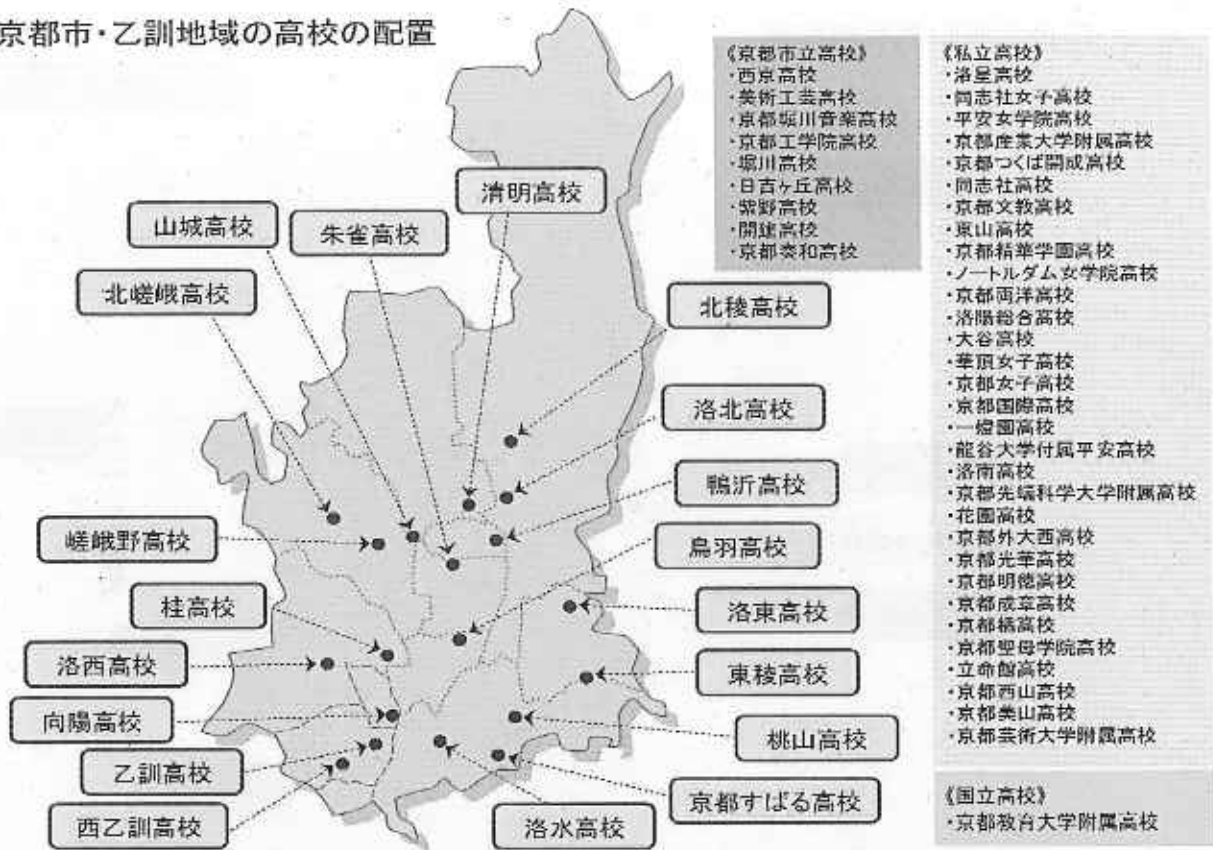 京都市・乙訓地域の高校の配置
清明高校
山城高校
朱雀高校
北嵯峨高校
北稜高校
洛北高校
鴨沂高校
嵯峨野高校
鳥羽高校
桂高校
洛東高校
洛西高校
東稜高校
向陽高校
桃山高校
乙訓高校
京都すばる高校
西乙訓高校
洛水高校
《京都市立高校》
・西京高校
・美術工芸高校
・京都堀川音楽高校
・京都工学院高校
・堀川高校
・日吉ヶ丘高校
・紫野高校
・開建高校
・京都奏和高校
《私立高校》
・洛星高校
・同志社女子高校
・平安女学院高校
・京都産業大学附属高校
・京都つくば開成高校
・同志社高校
・京都文教高校
・東山高校
・京都精華学園高校
・ノートルダム女学院高校
・京都両洋高校
・洛陽総合高校
・大谷高校
・華頂女子高校
・京都女子高校
・京都国際高校
・一燈園高校
・龍谷大学付属平安高校
・洛南高校
・京都先端科学大学附属高校
・花園高校
・京都外大西高校
・京都光華高校
・京都明徳高校
・京都成章高校
・京都橘高校
・京都聖母学院高校
・立命館高校
・京都西山高校
・京都美山高校
・京都芸術大学附属高校
《国立高校》
・京都教育大学附属高校